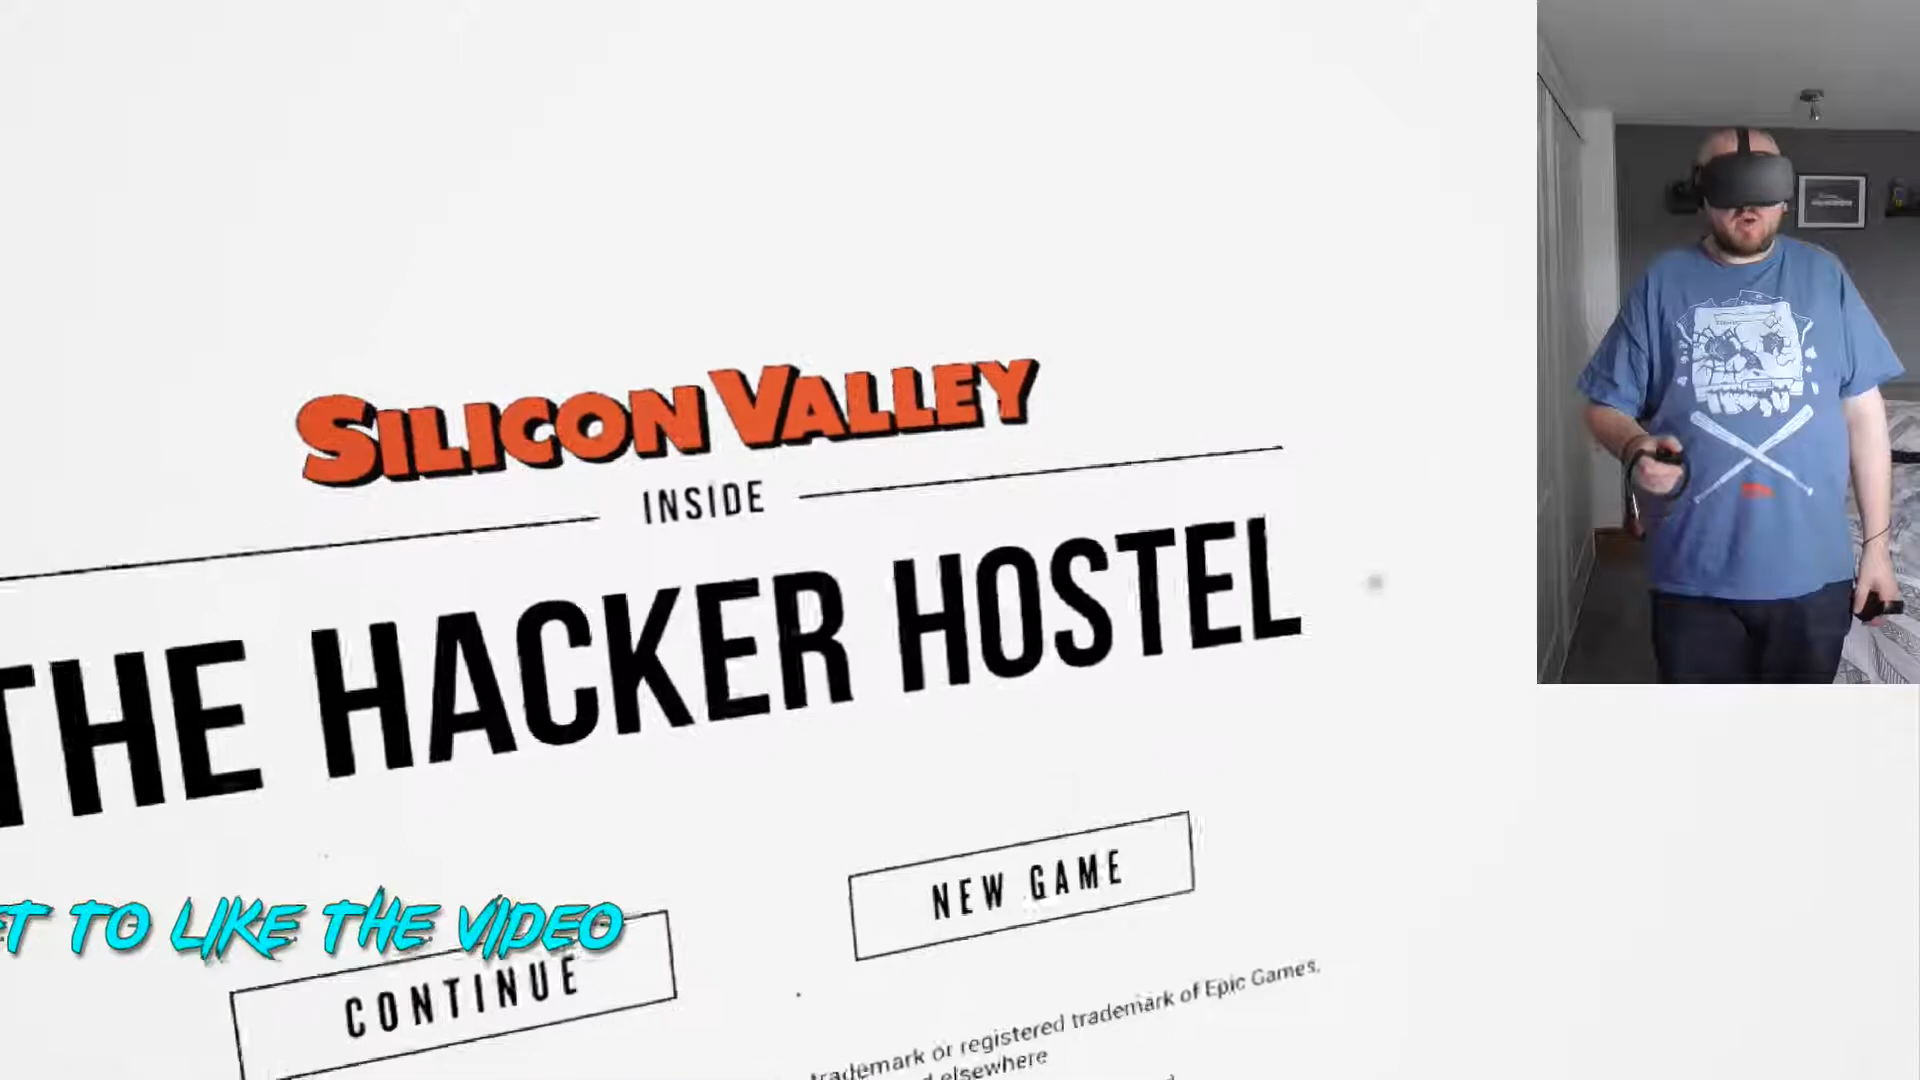 SILICON VALLEY
INSIDE
THE HACKER HOSTEL
NEW GAME
TO LIKE THE VIDEO
CONTINUE
trademark or registered trademark of Epic Games,
elsewhere